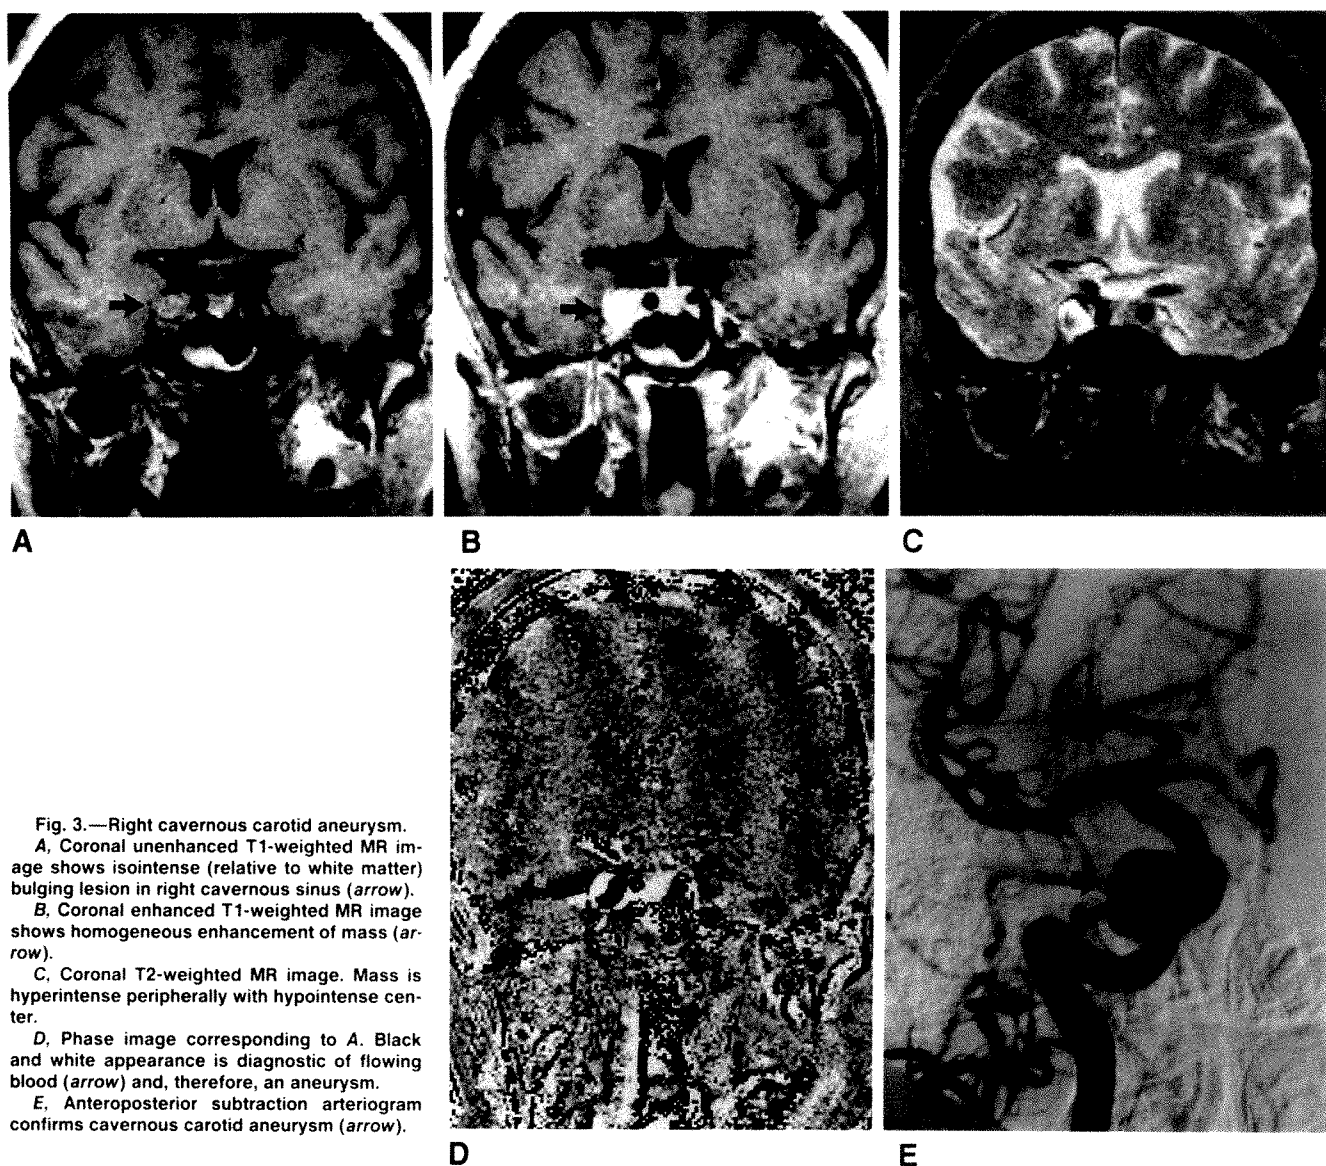 A
B
C
Fig. 3.—Right cavernous carotid aneurysm.
A, Coronal unenhanced T1-weighted MR im-
age shows isointense (relative to white matter)
bulging lesion in right cavernous sinus (arrow).
B, Coronal enhanced T1-weighted MR image
shows homogeneous enhancement of mass (ar-
row).
C, Coronal T2-weighted MR image. Mass is
hyperintense peripherally with hypointense cen-
ter.
D, Phase image corresponding to A. Black
and white appearance is diagnostic of flowing
blood (arrow) and, therefore, an aneurysm.
E, Anteroposterior subtraction arteriogram
confirms cavernous carotid aneurysm (arrow).
D
E